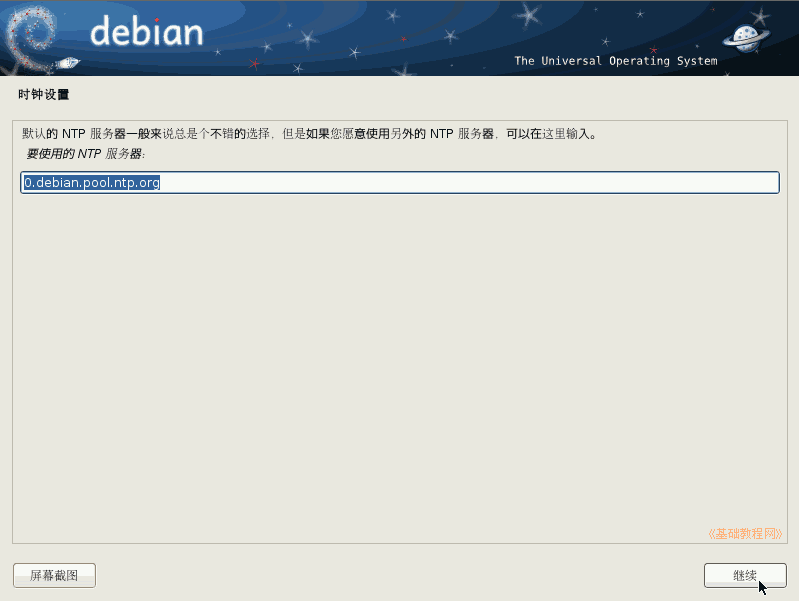 debian
The Universal Operating System
时钟设置
默认的 NTP 服务器一般来说总是个不错的选择，但是如果您愿意使用另外的 NTP 服务器，可以在这里输入。
要使用的 NTP 服务器:
0.debian.pool.ntp.org
《基础教程网》
屏幕截图
继续